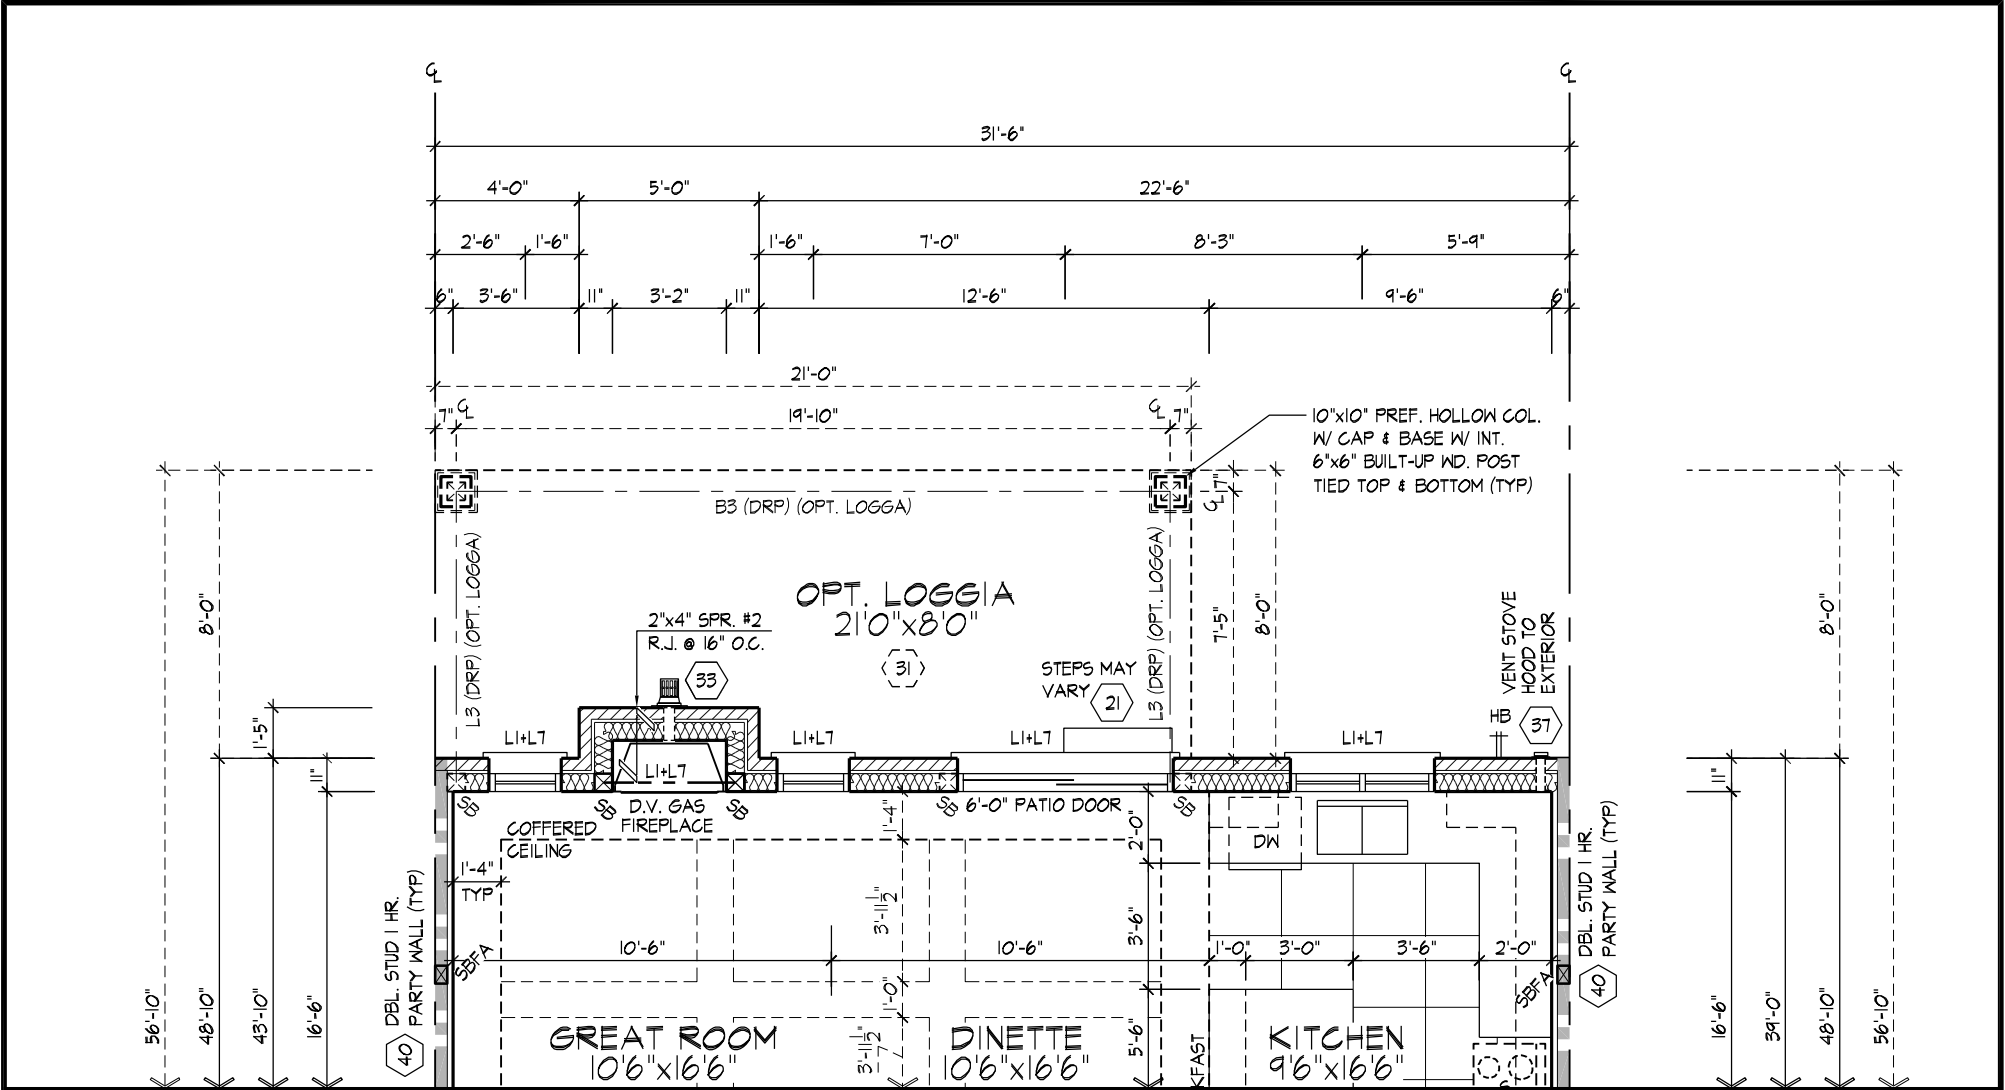 CL CL
31'-6"
4'-0" 5'-0" 22'-6"
2'-6" 1'-6" 1'-6" 7'-0" 8'-3" 5'-9"
6" 3'-6" 11" 3'-2" 11" 12'-6" 9'-6" 6"
21'-0"
7" CL 19'-10" CL 7"
10"x10" PREF. HOLLOW COL.
W/ CAP & BASE W/ INT.
6"x6" BUILT-UP WD. POST
TIED TOP & BOTTOM (TYP)
CL 7"
B3 (DRP) (OPT. LOGGA)
L3 (DRP) (OPT. LOGGA)
L3 (DRP) (OPT. LOGGA)
OPT. LOGGIA
21'0"x8'0"
31
2"x4" SPR. #2
R.J. @ 16" O.C.
33
STEPS MAY
VARY
21
7'-5"
8'-0"
8'-0"
8'-0"
VENT STOVE
HOOD TO
EXTERIOR
HB
37
1'-5"
11"
11"
L1+L7 L1+L7 L1+L7 L1+L7
L1+L7
SB SB SB SB SB
D.V. GAS
FIREPLACE
6'-0" PATIO DOOR
COFFERED
CEILING
1'-4"
TYP
1'-4"
2'-0"
DW
DBL. STUD 1 HR.
PARTY WALL (TYP)
40
DBL. STUD 1 HR.
PARTY WALL (TYP)
40
SBFA
SBFA
3'-11 1/2"
3'-6"
10'-6" 10'-6" 1'-0" 3'-0" 3'-6" 2'-0"
1'-0"
3'-11 1/2"
5'-6"
GREAT ROOM
10'6"x16'6"
DINETTE
10'6"x16'6"
KITCHEN
9'6"x16'6"
KFAST
56'-10" 48'-10" 43'-10" 16'-6"
16'-6" 39'-0" 48'-10" 56'-10"